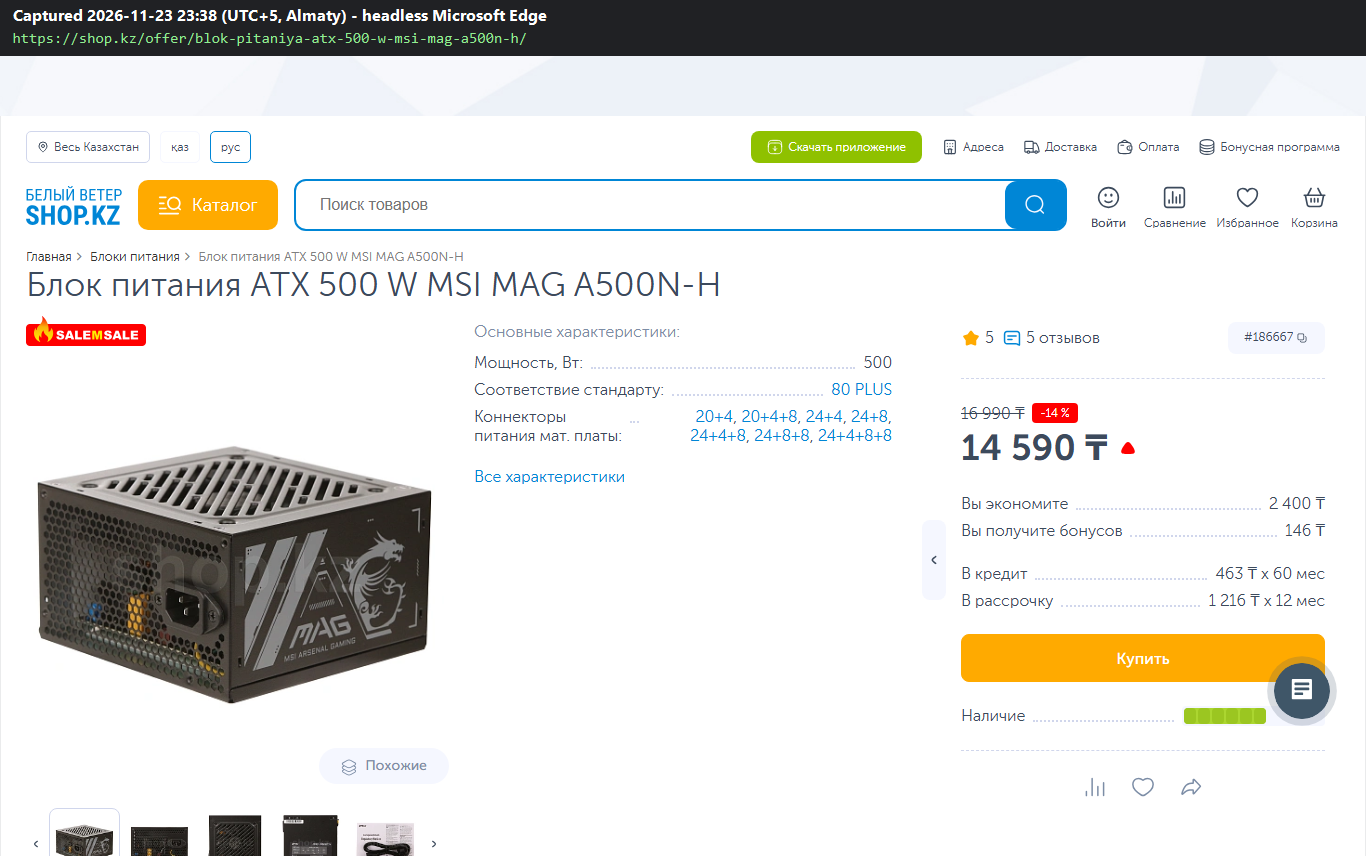 Captured 2026-11-23 23:38 (UTC+5, Almaty) - headless Microsoft Edge
https://shop.kz/offer/blok-pitaniya-atx-500-w-msi-mag-a500n-h/
Весь Казахстан
қаз
рус
Скачать приложение
Адреса
Доставка
Оплата
Бонусная программа
БЕЛЫЙ ВЕТЕР
SHOP.KZ
Каталог
Поиск товаров
Войти
Сравнение
Избранное
Корзина
Главная > Блоки питания > Блок питания ATX 500 W MSI MAG A500N-H
Блок питания ATX 500 W MSI MAG A500N-H
SALEMSALE
Основные характеристики:
Мощность, Вт: 500
Соответствие стандарту: 80 PLUS
Коннекторы питания мат. платы: 20+4, 20+4+8, 24+4, 24+8,
24+4+8, 24+8+8, 24+4+8+8
Все характеристики
5
5 отзывов
#186667
16 990 ₸
-14 %
14 590 ₸
Вы экономите 2 400 ₸
Вы получите бонусов 146 ₸
В кредит 463 ₸ x 60 мес
В рассрочку 1 216 ₸ x 12 мес
Купить
Наличие
MAG
MSI ARSENAL GAMING
Похожие